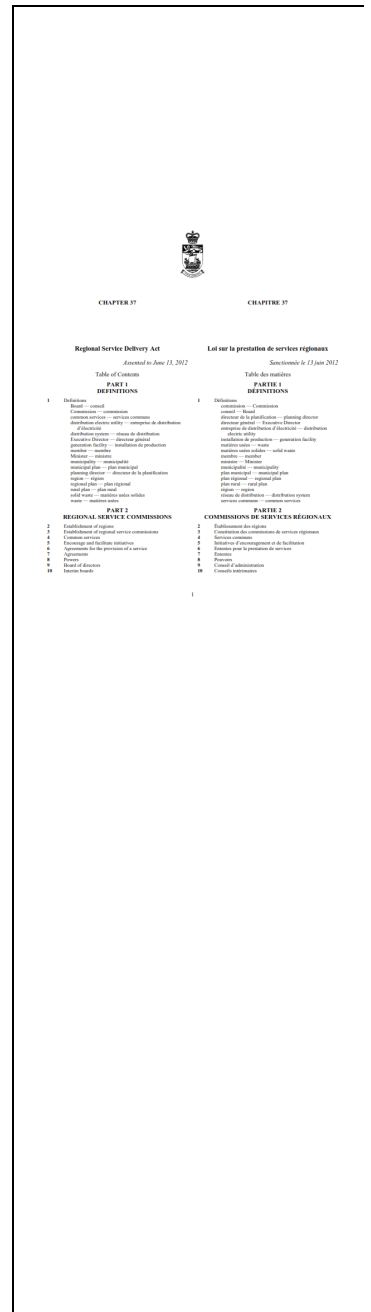 CHAPTER 37
Regional Service Delivery Act
Assented to June 13, 2012
Table of Contents
PART 1
DEFINITIONS
1 Definitions
Board — conseil
Commission — commission
common services — services communs
distribution electric utility — entreprise de distribution
d'électricité
distribution system — réseau de distribution
Executive Director — directeur général
generation facility — installation de production
member — membre
Minister — ministre
municipality — municipalité
municipal plan — plan municipal
planning director — directeur de la planification
region — région
regional plan — plan régional
rural plan — plan rural
solid waste — matières usées solides
waste — matières usées
PART 2
REGIONAL SERVICE COMMISSIONS
2 Establishment of regions
3 Establishment of regional service commissions
4 Common services
5 Encourage and facilitate initiatives
6 Agreements for the provision of a service
7 Agreements
8 Powers
9 Board of directors
10 Interim boards
CHAPITRE 37
Loi sur la prestation de services régionaux
Sanctionnée le 13 juin 2012
Table des matières
PARTIE 1
DÉFINITIONS
1 Définitions
commission — Commission
conseil — Board
directeur de la planification — planning director
directeur général — Executive Director
entreprise de distribution d'électricité — distribution
electric utility
installation de production — generation facility
matières usées — waste
matières usées solides — solid waste
membre — member
ministre — Minister
municipalité — municipality
plan municipal — municipal plan
plan régional — regional plan
plan rural — rural plan
région — region
réseau de distribution — distribution system
services communs — common services
PARTIE 2
COMMISSIONS DE SERVICES RÉGIONAUX
2 Établissement des régions
3 Constitution des commissions de services régionaux
4 Services communs
5 Initiatives d'encouragement et de facilitation
6 Ententes pour la prestation de services
7 Ententes
8 Pouvoirs
9 Conseil d'administration
10 Conseils intérimaires
1